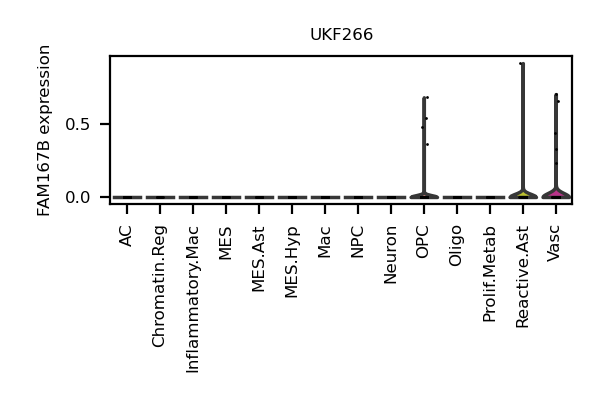 UKF266
FAM167B expression
0.5
0.0
AC
Chromatin.Reg
Inflammatory.Mac
MES
MES.Ast
MES.Hyp
Mac
NPC
Neuron
OPC
Oligo
Prolif.Metab
Reactive.Ast
Vasc